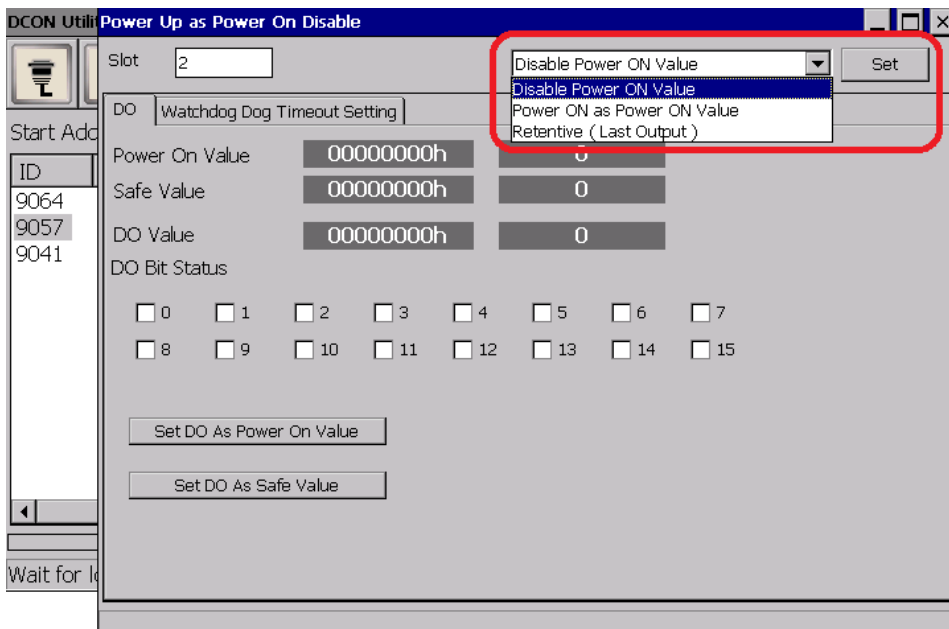 DCON Utili
Power Up as Power On Disable
Slot 2
Disable Power ON Value Set
Disable Power ON Value
Power ON as Power ON Value
Retentive ( Last Output )
DO Watchdog Dog Timeout Setting
Start Add
Power On Value 00000000h 0
ID
Safe Value 00000000h 0
9064
9057
DO Value 00000000h 0
9041
DO Bit Status
0 1 2 3 4 5 6 7
8 9 10 11 12 13 14 15
Set DO As Power On Value
Set DO As Safe Value
Wait for